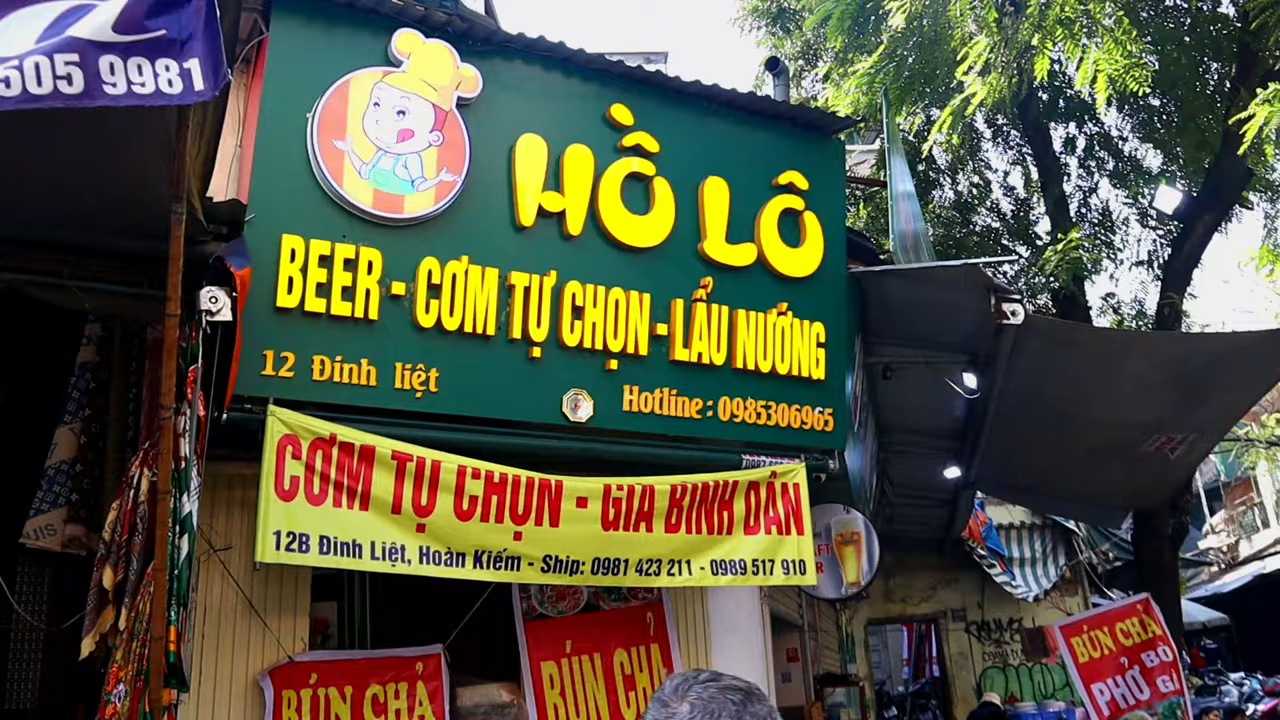 505 9981
HỒ LÔ
BEER - CƠM TỰ CHỌN - LẨU NƯỚNG
12 Đinh liệt
Hotline: 0985306965
CƠM TỰ CHỌN - GIÁ BÌNH DÂN
12B Đinh Liệt, Hoàn Kiếm - Ship: 0981 423 211 - 0989 517 910
BÚN CHẢ
BÚN CHẢ
BÚN CHẢ
PHỞ BÒ